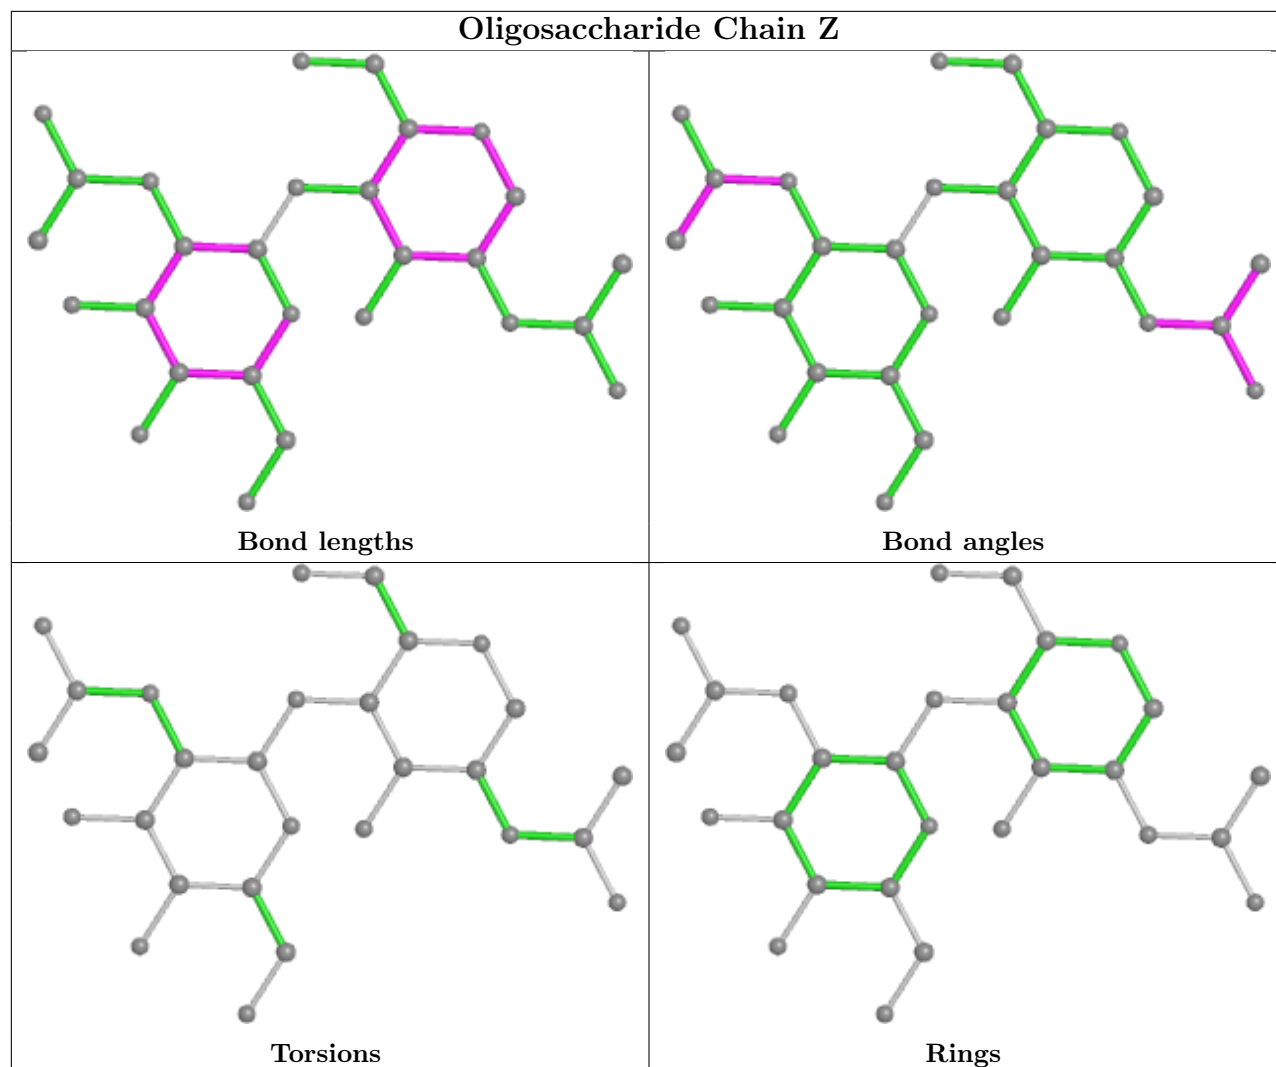 Oligosaccharide Chain Z
Bond lengths
Bond angles
Torsions
Rings